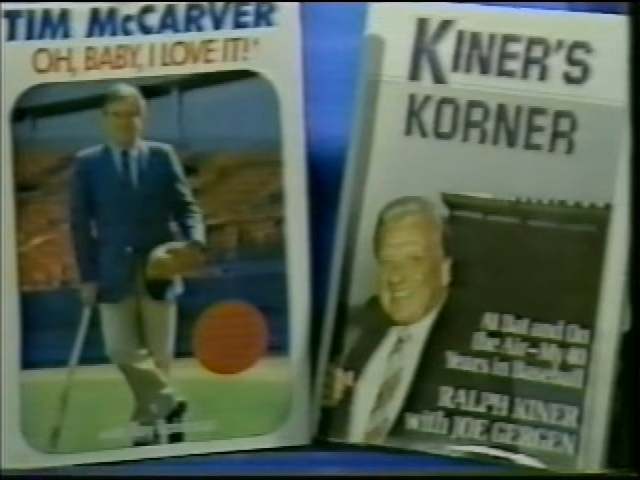 TIM McCARVER
OH, BABY, I LOVE IT!
KINER'S
KORNER
At Bat and On
the Air—My 40
Years in Baseball
RALPH KINER
with JOE GERGEN